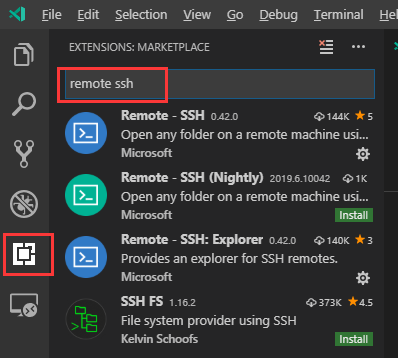 File Edit View Go Debug Terminal Hel
EXTENSIONS: MARKETPLACE
remote ssh
Remote - SSH 0.42.0 144K ★5
Open any folder on a remote machine usi...
Microsoft
Remote - SSH (Nightly) 2019.6.10042 1K
Open any folder on a remote machine usi...
Microsoft Install
Remote - SSH: Explorer 0.42.0 140K ★3
Provides an explorer for SSH remotes.
Microsoft
SSH FS 1.16.2 373K ★4.5
File system provider using SSH
Kelvin Schoofs Install